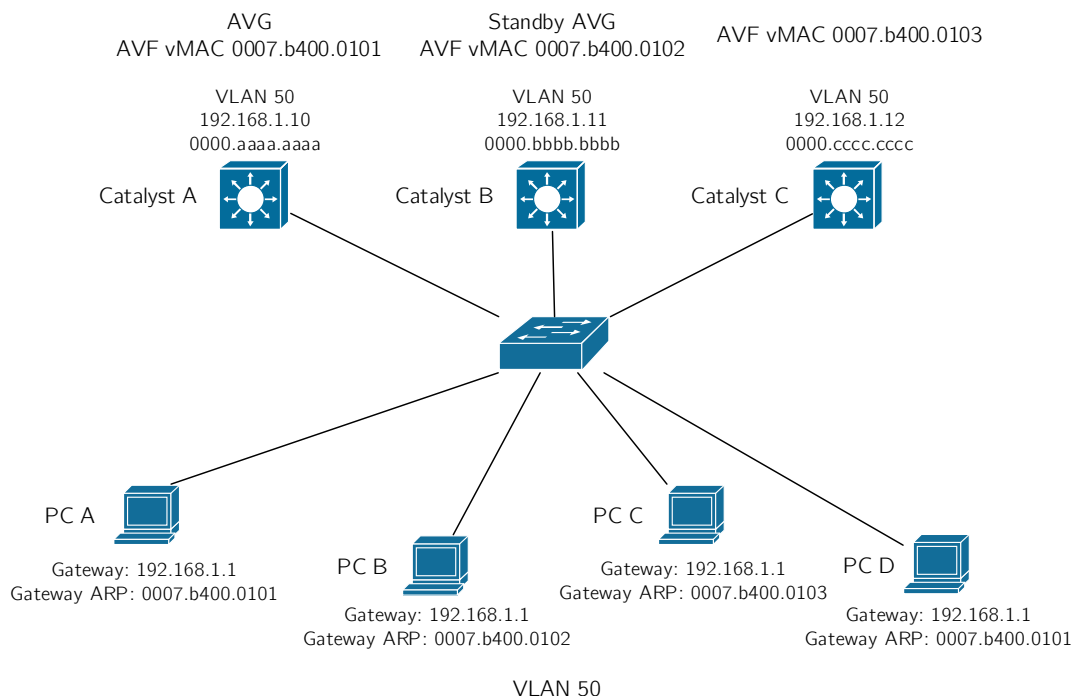 AVG
AVF vMAC 0007.b400.0101
Standby AVG
AVF vMAC 0007.b400.0102
AVF vMAC 0007.b400.0103
VLAN 50
192.168.1.10
0000.aaaa.aaaa
VLAN 50
192.168.1.11
0000.bbbb.bbbb
VLAN 50
192.168.1.12
0000.cccc.cccc
Catalyst A
Catalyst B
Catalyst C
PC A
Gateway: 192.168.1.1
Gateway ARP: 0007.b400.0101
PC B
Gateway: 192.168.1.1
Gateway ARP: 0007.b400.0102
PC C
Gateway: 192.168.1.1
Gateway ARP: 0007.b400.0103
PC D
Gateway: 192.168.1.1
Gateway ARP: 0007.b400.0101
VLAN 50